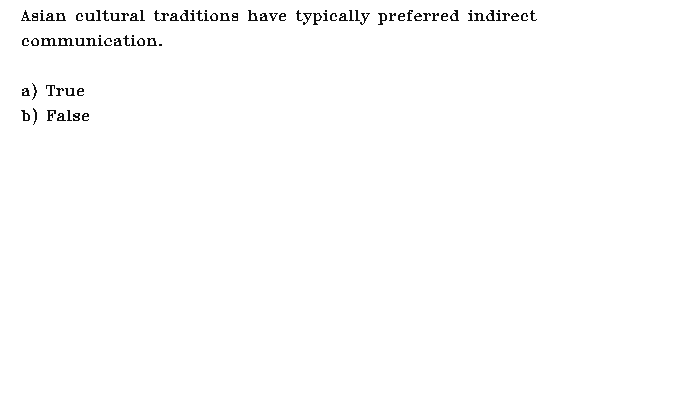 Asian cultural traditions have typically preferred indirect
communication.
a) True
b) False